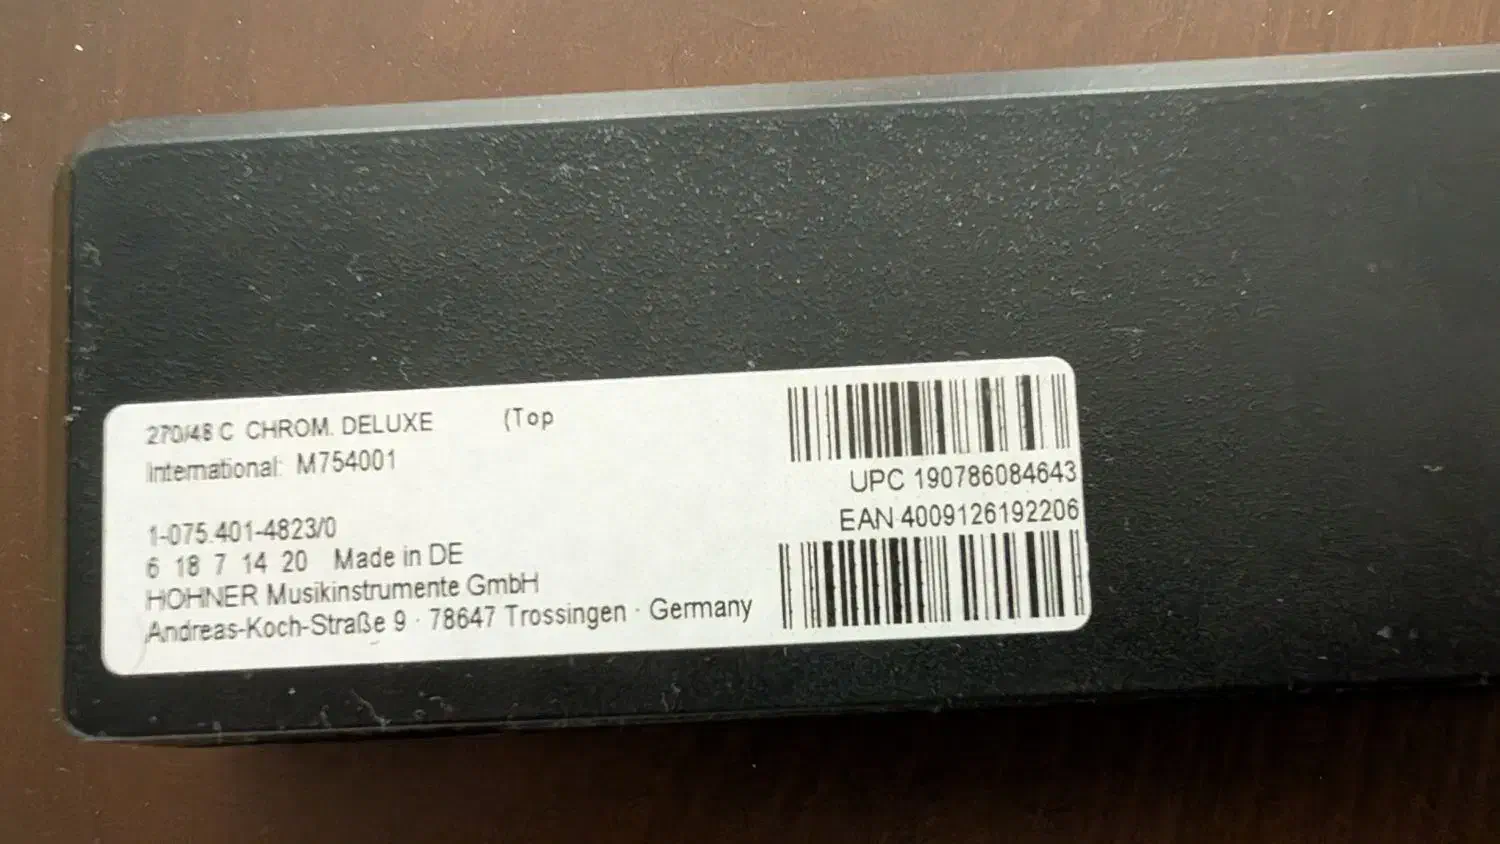 270/48 C CHROM. DELUXE (Top
International: M754001
1-075.401-4823/0
6 18 7 14 20 Made in DE
HOHNER Musikinstrumente GmbH
Andreas-Koch-Straße 9 · 78647 Trossingen · Germany
UPC 190786084643
EAN 4009126192206